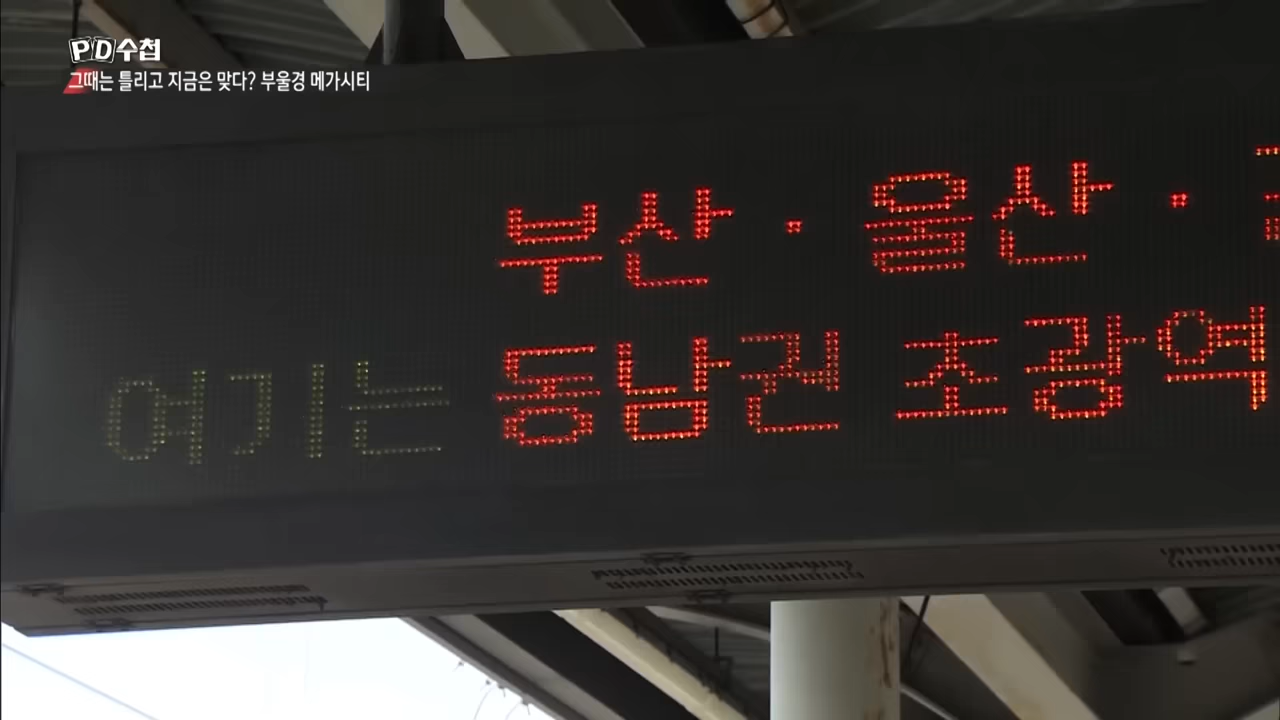 PD수첩
그때는 틀리고 지금은 맞다? 부울경 메가시티
부산 · 울산 ·
여기는 동남권 초광역